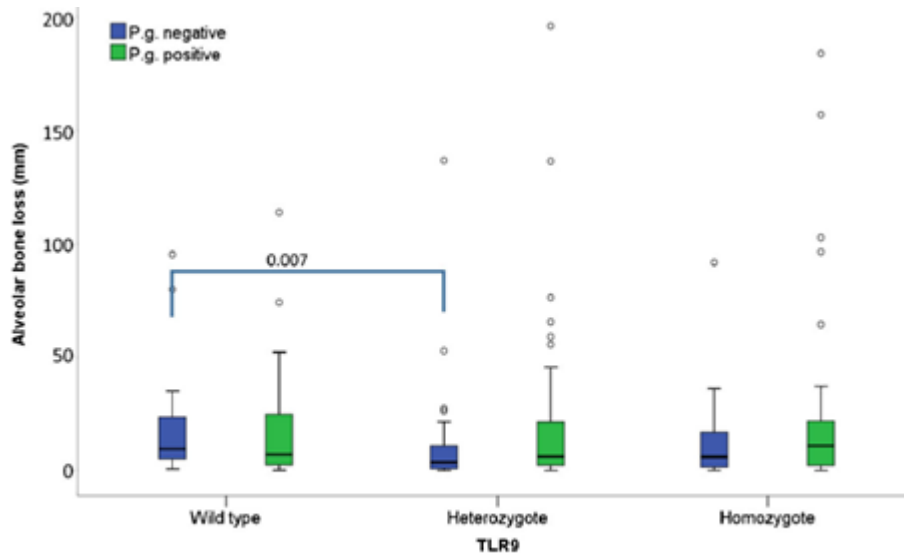 200
P.g. negative
P.g. positive
150
100
0.007
50
0
Alveolar bone loss (mm)
Wild type
Heterozygote
Homozygote
TLR9